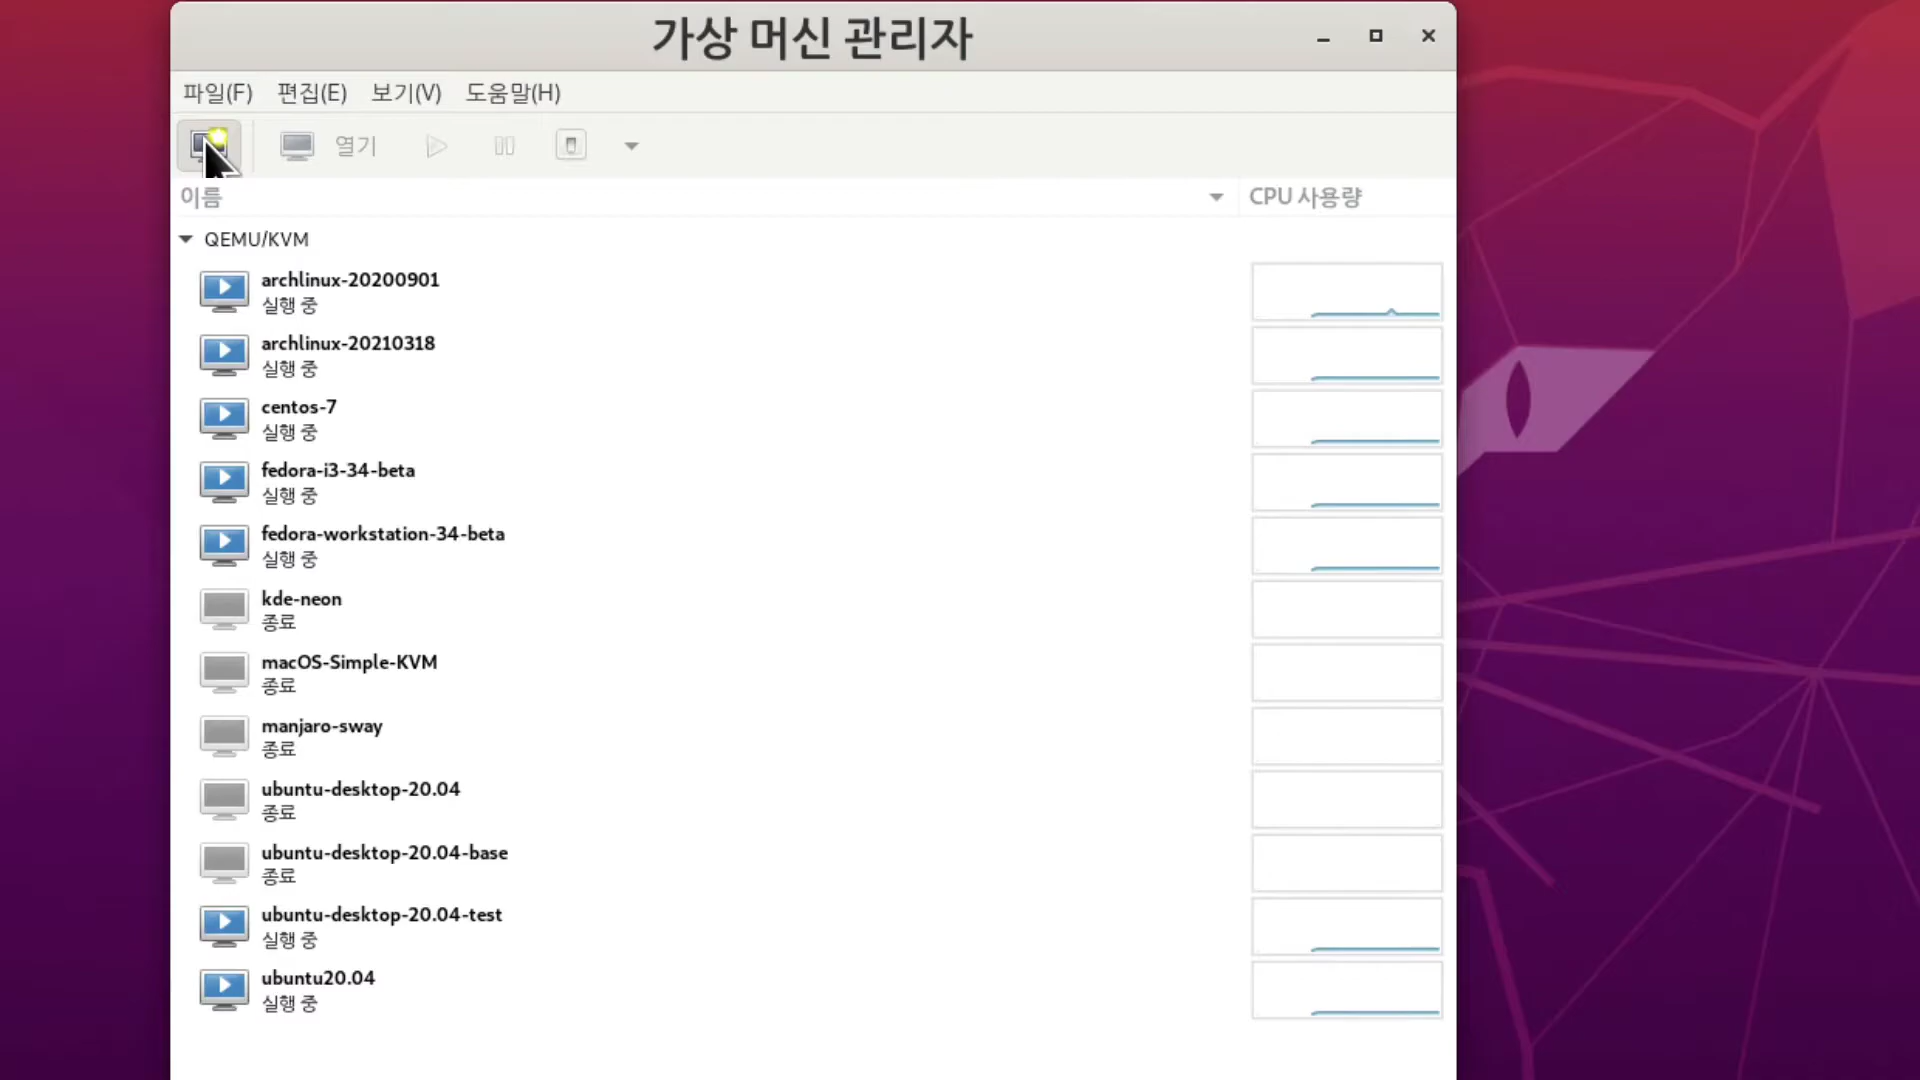 가상 머신 관리자
파일(F) 편집(E) 보기(V) 도움말(H)
열기
이름 CPU 사용량
QEMU/KVM
archlinux-20200901
실행 중
archlinux-20210318
실행 중
centos-7
실행 중
fedora-i3-34-beta
실행 중
fedora-workstation-34-beta
실행 중
kde-neon
종료
macOS-Simple-KVM
종료
manjaro-sway
종료
ubuntu-desktop-20.04
종료
ubuntu-desktop-20.04-base
종료
ubuntu-desktop-20.04-test
실행 중
ubuntu20.04
실행 중